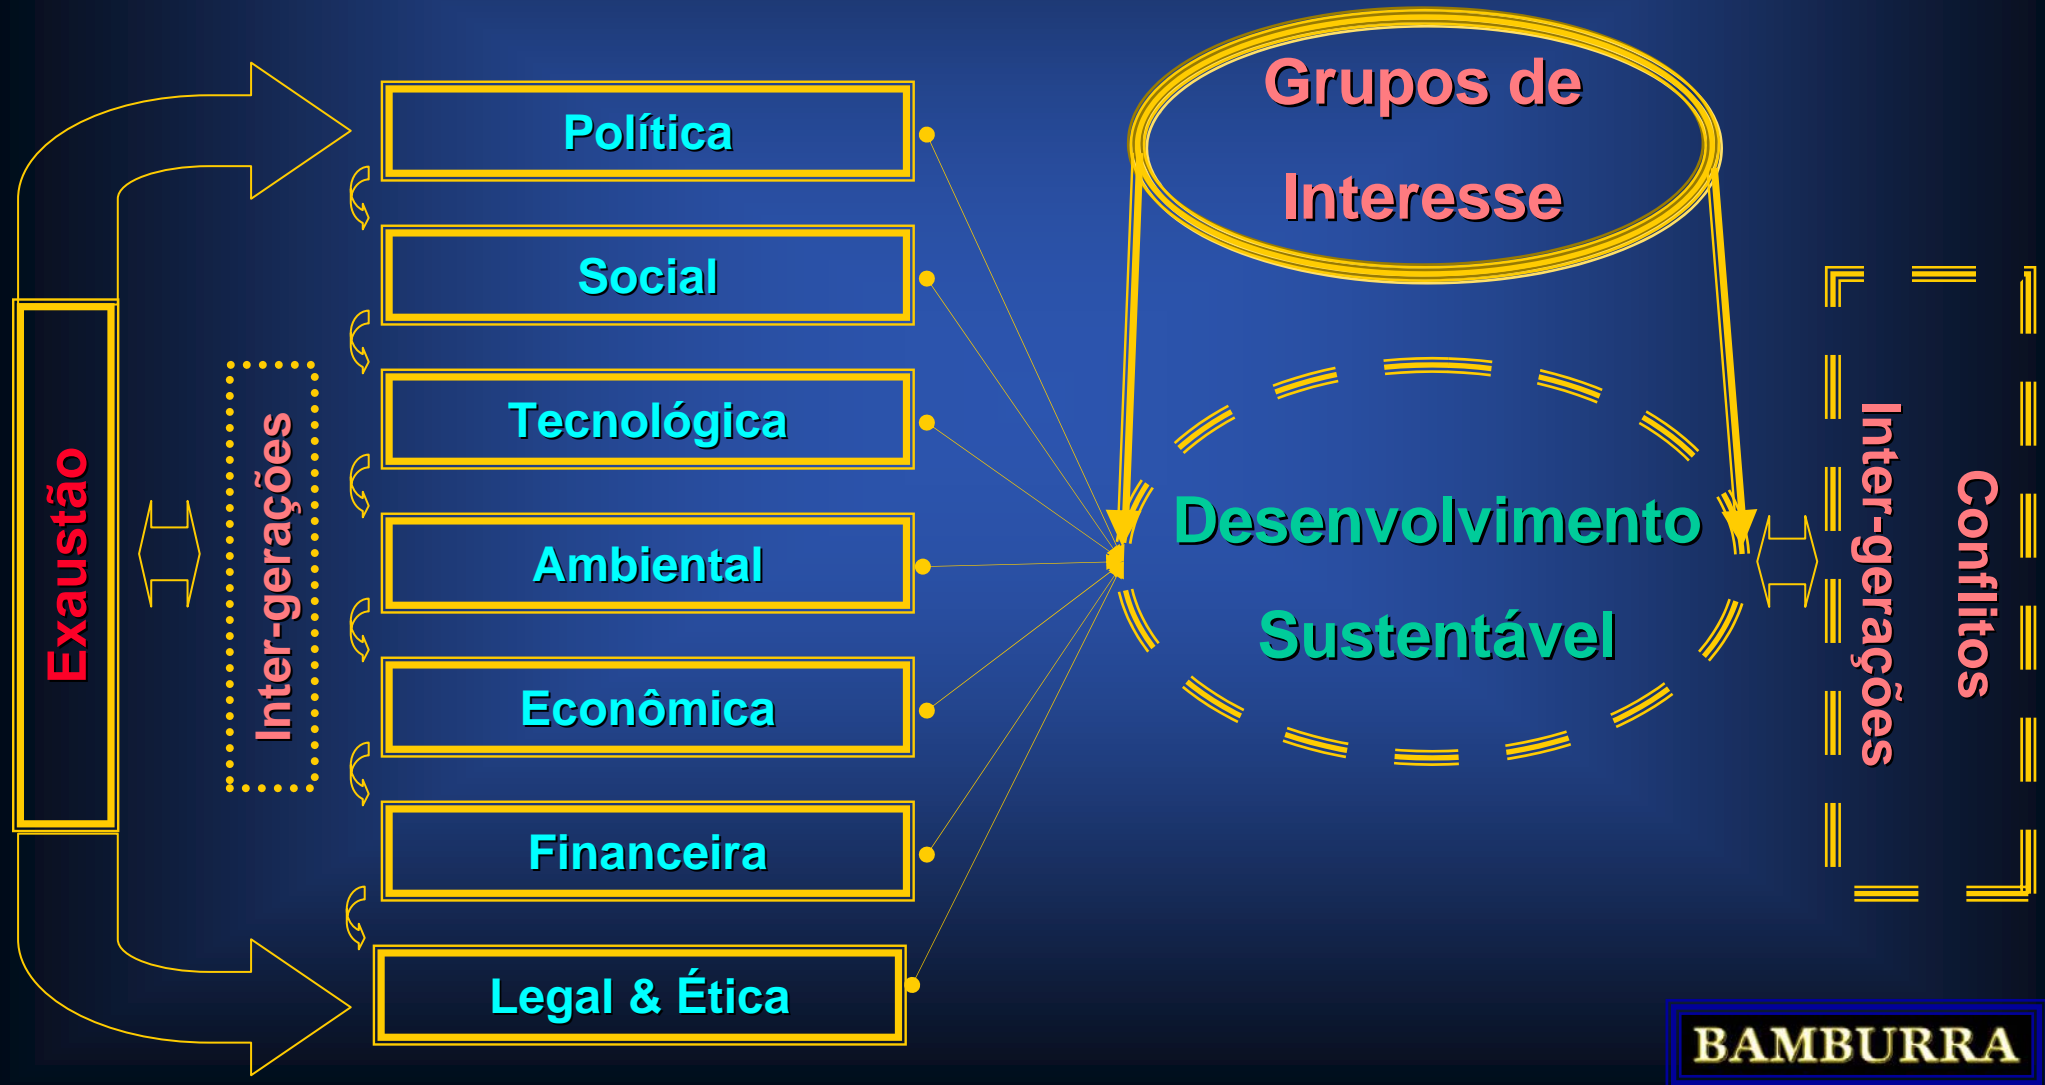 Exaustão
Inter-gerações
Política
Social
Tecnológica
Ambiental
Econômica
Financeira
Legal & Ética
Grupos de
Interesse
Desenvolvimento
Sustentável
Conflitos
Inter-gerações
BAMBURRA